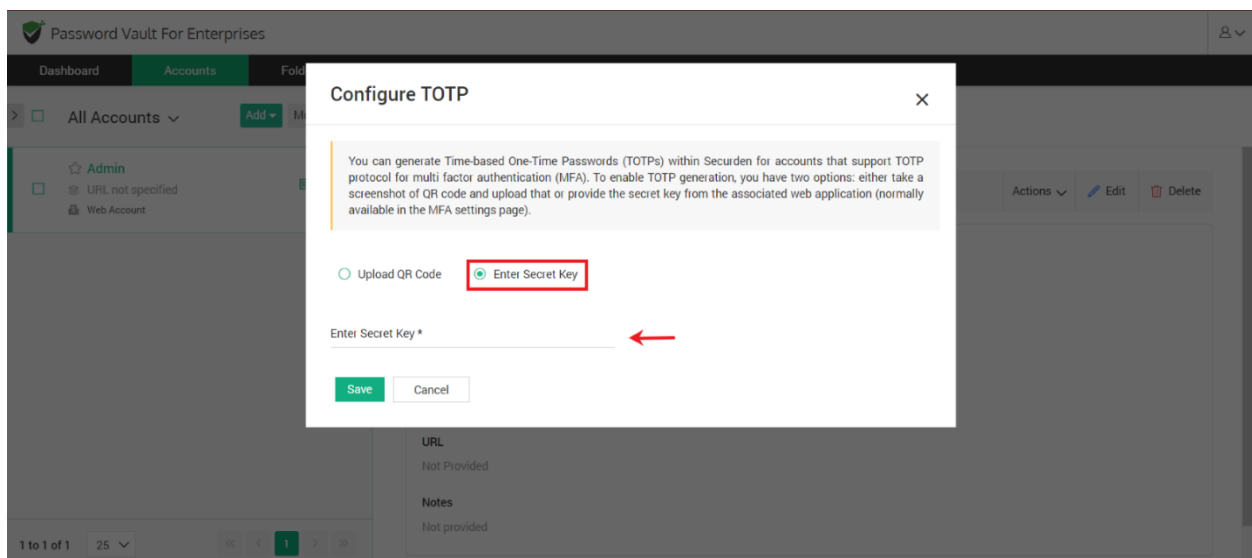 Password Vault For Enterprises
Dashboard
Accounts
Fold
All Accounts
Add
Configure TOTP
Admin
URL not specified
Web Account
You can generate Time-based One-Time Passwords (TOTPs) within Securden for accounts that support TOTP
protocol for multi factor authentication (MFA). To enable TOTP generation, you have two options: either take a
screenshot of QR code and upload that or provide the secret key from the associated web application (normally
available in the MFA settings page).
Actions
Edit
Delete
Upload QR Code
Enter Secret Key
Enter Secret Key *
Save
Cancel
URL
Not Provided
Notes
Not provided
1 to 1 of 1
25
1